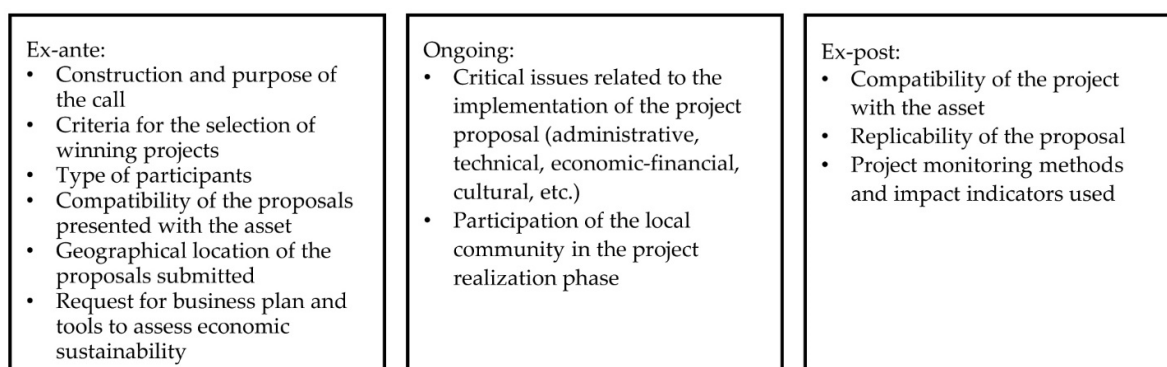 Ex-ante:
• Construction and purpose of
the call
• Criteria for the selection of
winning projects
• Type of participants
• Compatibility of the proposals
presented with the asset
• Geographical location of the
proposals submitted
• Request for business plan and
tools to assess economic
sustainability
Ongoing:
• Critical issues related to the
implementation of the project
proposal (administrative,
technical, economic-financial,
cultural, etc.)
• Participation of the local
community in the project
realization phase
Ex-post:
• Compatibility of the project
with the asset
• Replicability of the proposal
• Project monitoring methods
and impact indicators used